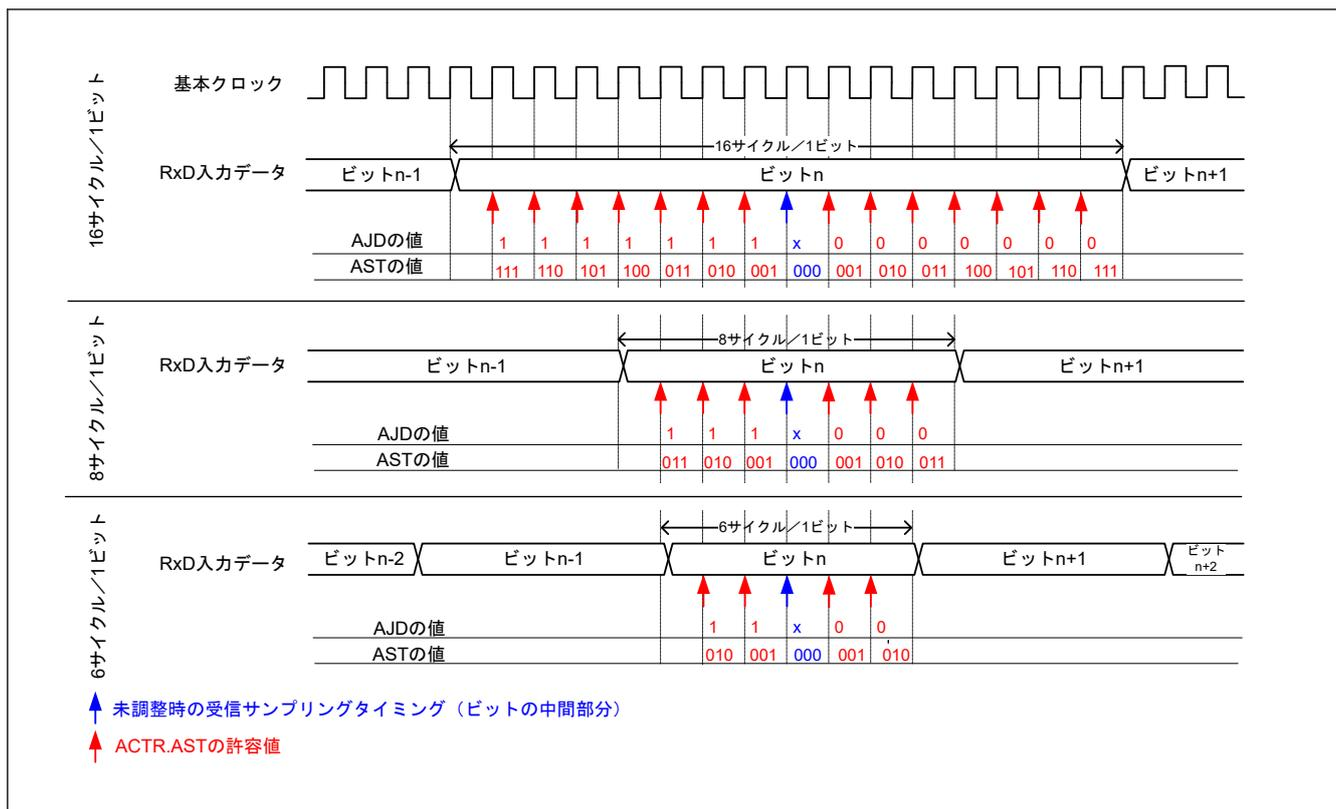 16サイクル／1ビット
基本クロック
16サイクル／1ビット
RxD入力データ
ビットn-1
ビットn
ビットn+1
AJDの値
1 1 1 1 1 1 1 x 0 0 0 0 0 0 0
ASTの値
111 110 101 100 011 010 001 000 001 010 011 100 101 110 111
8サイクル／1ビット
8サイクル／1ビット
RxD入力データ
ビットn-1
ビットn
ビットn+1
AJDの値
1 1 1 x 0 0 0
ASTの値
011 010 001 000 001 010 011
6サイクル／1ビット
6サイクル／1ビット
RxD入力データ
ビットn-2
ビットn-1
ビットn
ビットn+1
ビット
n+2
AJDの値
1 1 x 0 0
ASTの値
010 001 000 001 010
未調整時の受信サンプリングタイミング（ビットの中間部分）
ACTR.ASTの許容値